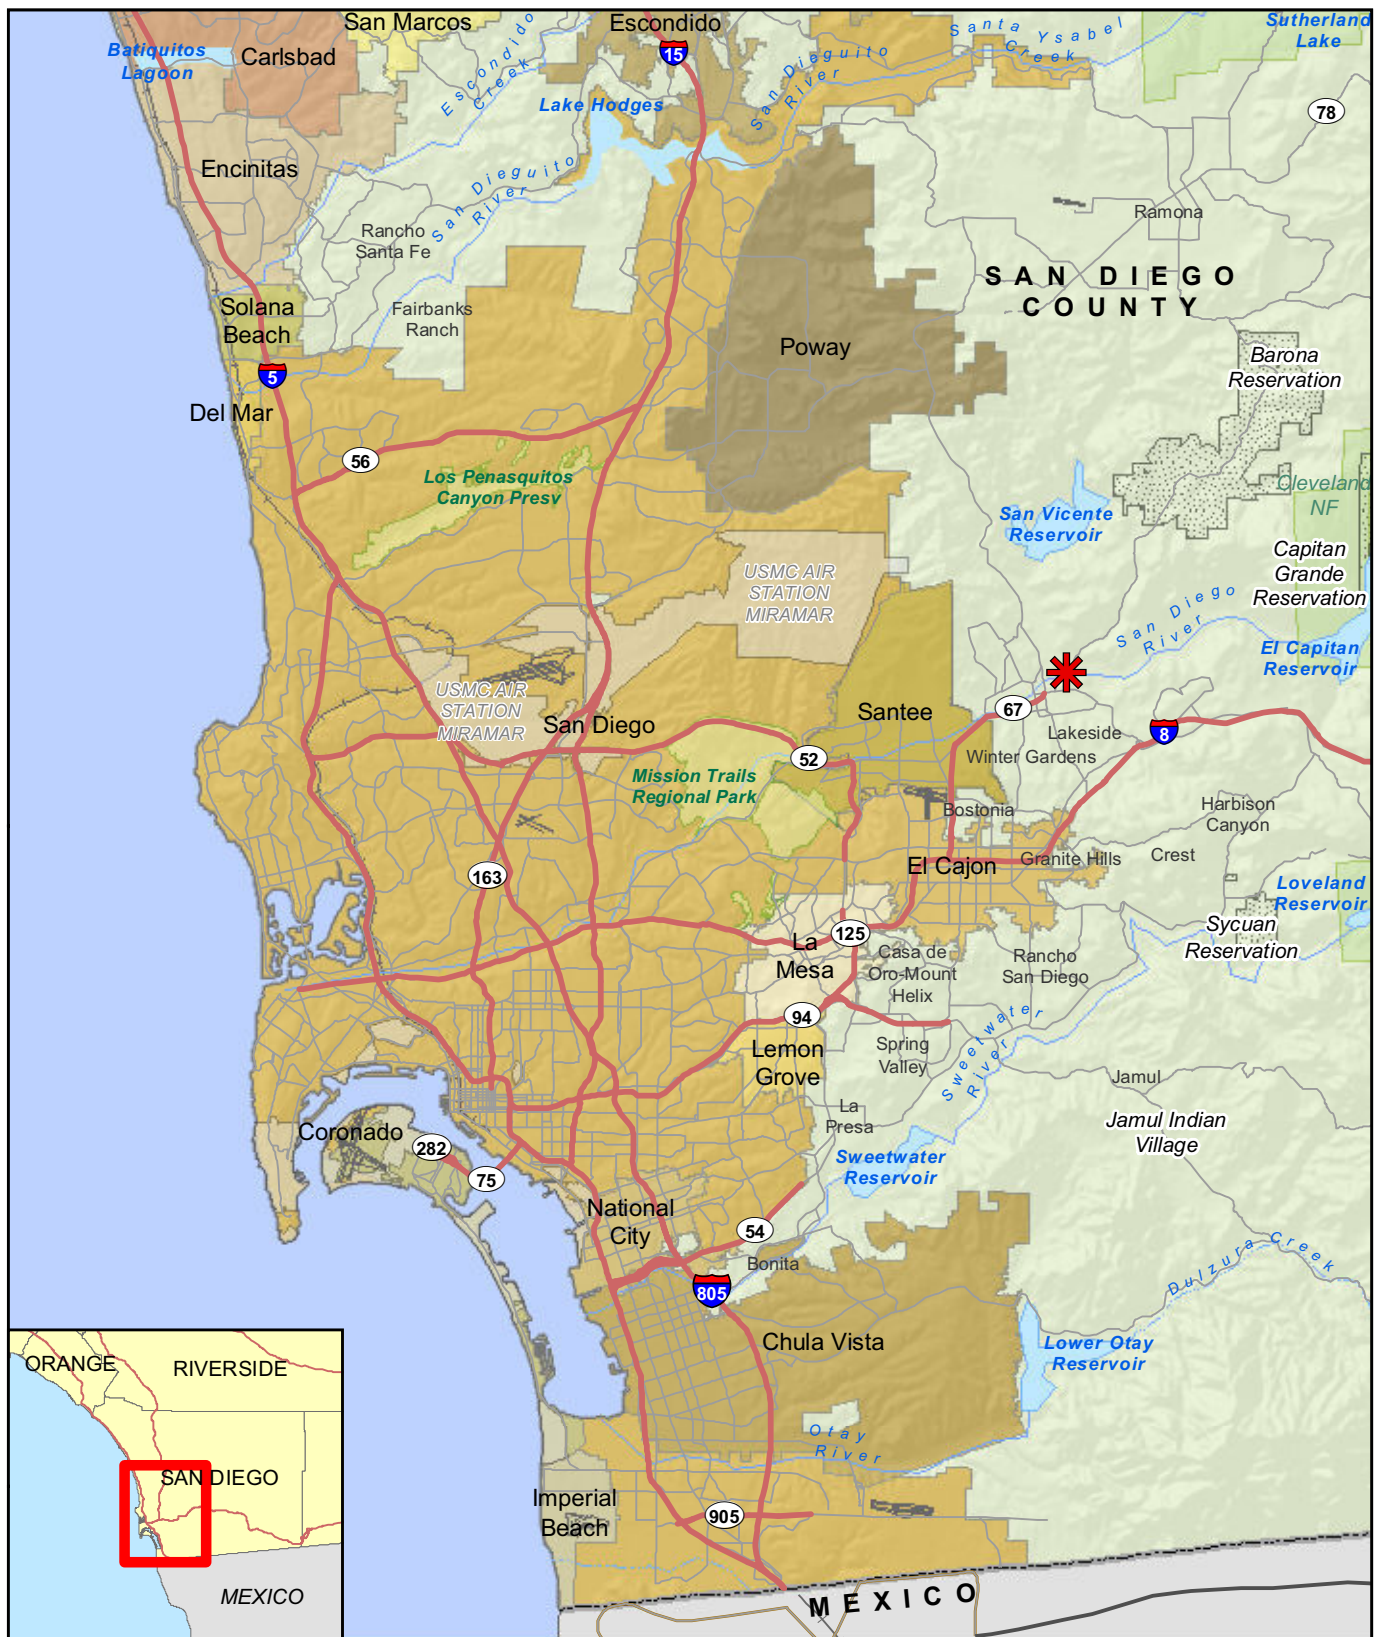 San Marcos
Escondido
15
Santa Ysabel
Creek
Sutherland
Lake
Batiquitos
Lagoon
Carlsbad
Escondido
Creek
San Dieguito
River
Lake Hodges
78
Encinitas
San Dieguito
River
Rancho
Santa Fe
Ramona
SAN DIEGO
COUNTY
Solana
Beach
Fairbanks
Ranch
Poway
Barona
Reservation
5
Del Mar
56
Los Penasquitos
Canyon Presv
Cleveland
NF
San Vicente
Reservoir
Capitan
Grande
Reservation
USMC AIR
STATION
MIRAMAR
San Diego
River
El Capitan
Reservoir
USMC AIR
STATION
MIRAMAR
San Diego
Santee
67
Lakeside
8
Winter Gardens
52
Mission Trails
Regional Park
Bostonia
Harbison
Canyon
El Cajon
Granite Hills
Crest
163
Loveland
Reservoir
125
La
Mesa
Casa de
Oro-Mount
Helix
Rancho
San Diego
Sycuan
Reservation
94
Lemon
Grove
Spring
Valley
Sweetwater
River
Jamul
La
Presa
Jamul Indian
Village
Coronado
282
75
Sweetwater
Reservoir
National
City
54
Bonita
805
Dulzura Creek
Chula Vista
Lower Otay
Reservoir
Otay
River
Imperial
Beach
905
MEXICO
ORANGE
RIVERSIDE
SAN DIEGO
MEXICO